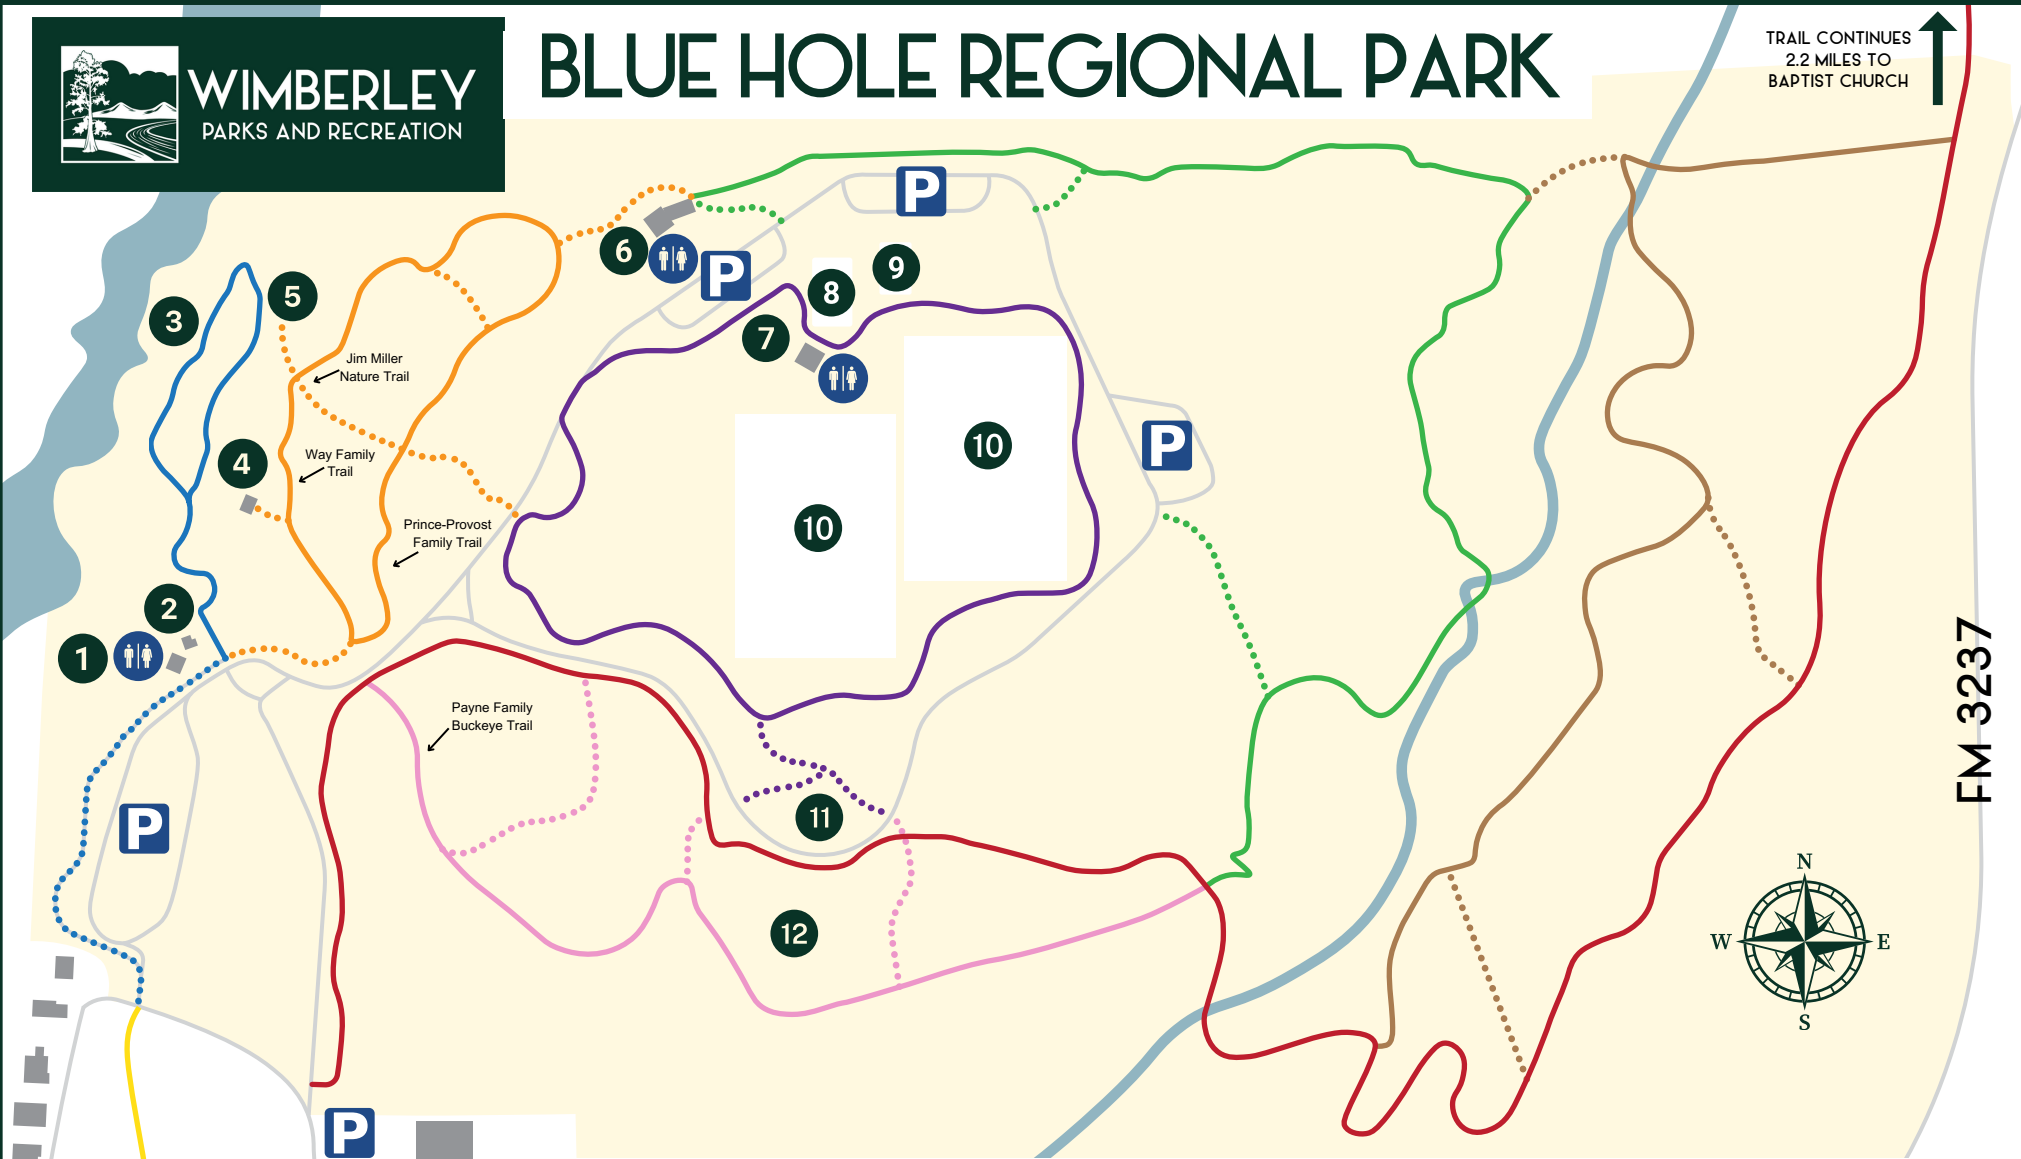 WIMBERLEY
PARKS AND RECREATION
BLUE HOLE REGIONAL PARK
TRAIL CONTINUES
2.2 MILES TO
BAPTIST CHURCH
P
6
P
9
8
5
3
7
Jim Miller
Nature Trail
10
P
4
Way Family
Trail
10
Prince-Provost
Family Trail
2
1
FM 3237
Payne Family
Buckeye Trail
11
P
12
N
W
E
S
P